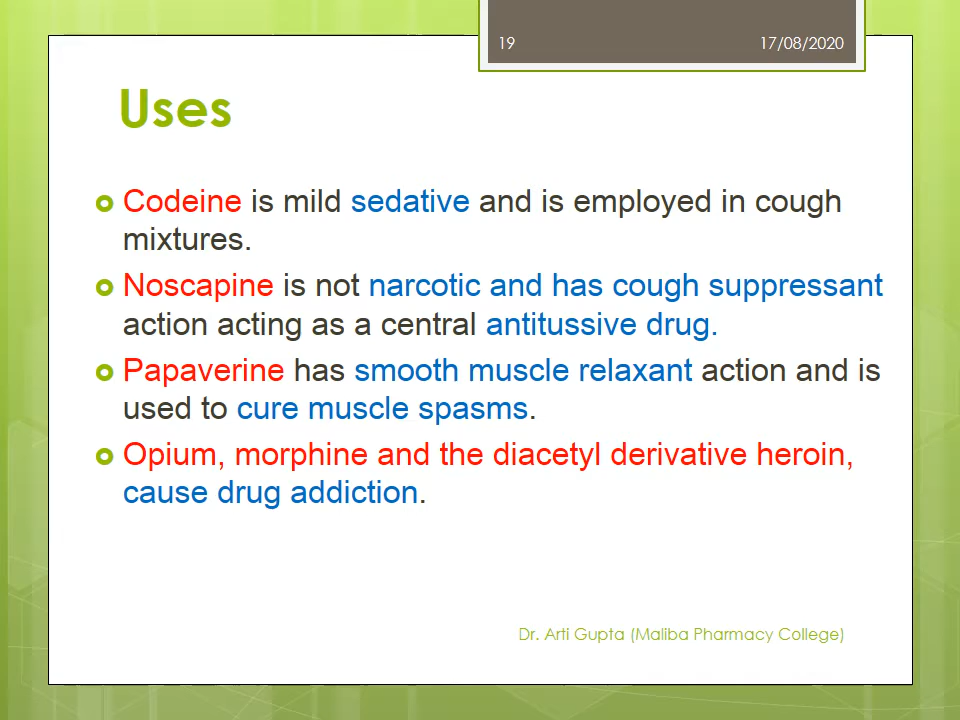 19
17/08/2020
Uses
Codeine is mild sedative and is employed in cough
mixtures.
Noscapine is not narcotic and has cough suppressant
action acting as a central antitussive drug.
Papaverine has smooth muscle relaxant action and is
used to cure muscle spasms.
Opium, morphine and the diacetyl derivative heroin,
cause drug addiction.
Dr. Arti Gupta (Maliba Pharmacy College)